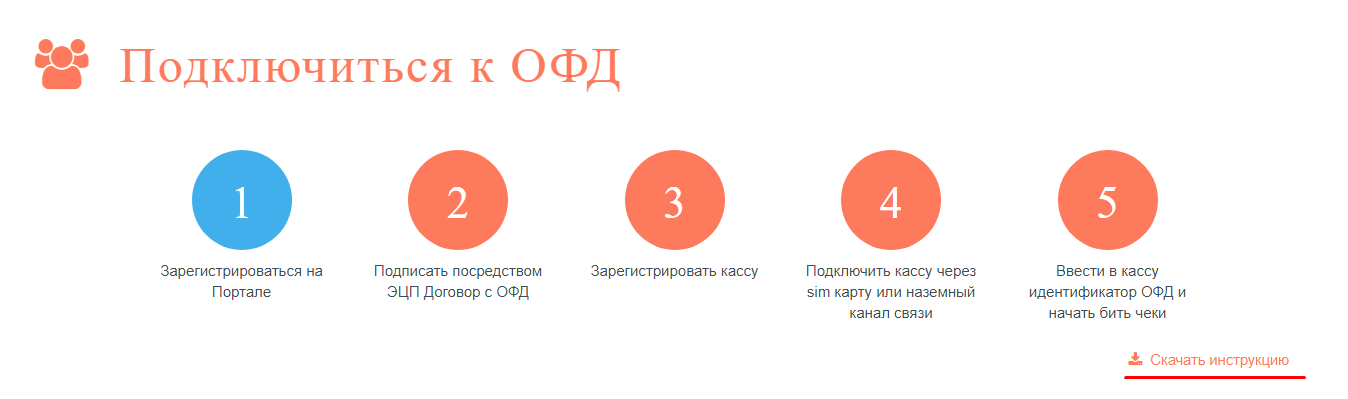 Подключиться к ОФД
1
Зарегистрироваться на
Портале
2
Подписать посредством
ЭЦП Договор с ОФД
3
Зарегистрировать кассу
4
Подключить кассу через
sim карту или наземный
канал связи
5
Ввести в кассу
идентификатор ОФД и
начать бить чеки
Скачать инструкцию